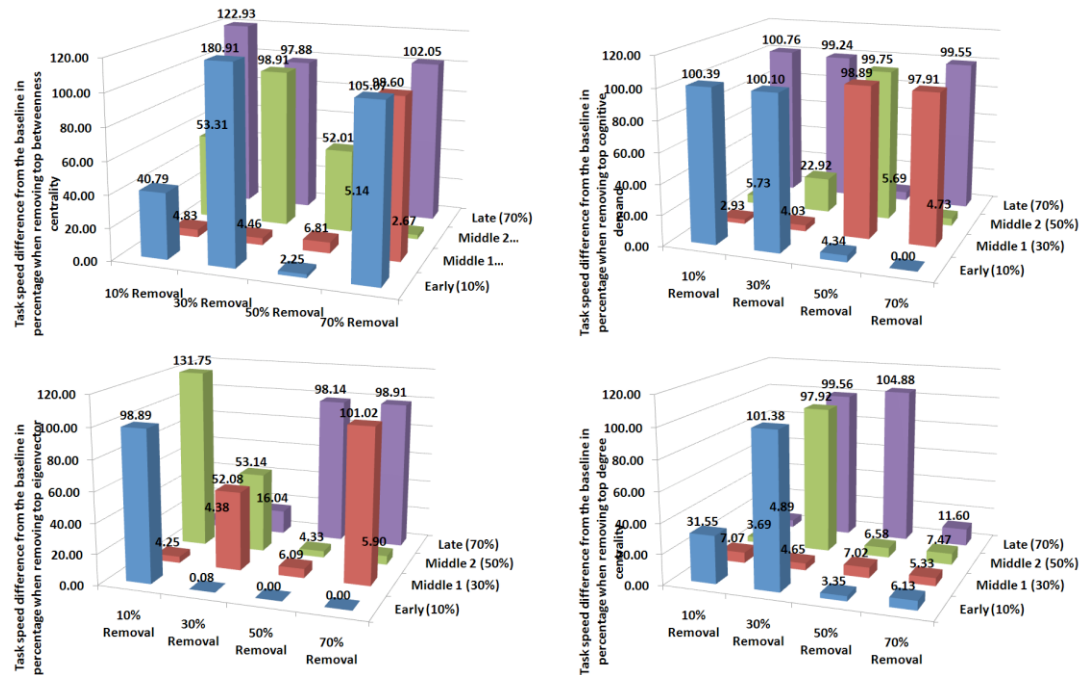 Task speed difference from the baseline in
percentage when removing top betweenness
centrality
120.00
100.00
80.00
60.00
40.00
20.00
0.00
122.93
180.91
97.88
102.05
98.91
98.60
105.07
53.31
52.01
40.79
5.14
4.83
4.46
6.81
2.67
2.25
10% Removal
30% Removal
50% Removal
70% Removal
Late (70%)
Middle 2...
Middle 1...
Early (10%)
Task speed difference from the baseline in
percentage when removing top cognitive
demand
120.00
100.00
80.00
60.00
40.00
20.00
0.00
100.76
99.24
99.75
99.55
100.39
100.10
98.89
97.91
22.92
5.73
5.69
2.93
4.03
4.73
4.34
0.00
10%
Removal
30%
Removal
50%
Removal
70%
Removal
Late (70%)
Middle 2 (50%)
Middle 1 (30%)
Early (10%)
Task speed difference from the baseline in
percentage when removing top eigenvector
centrality
120.00
100.00
80.00
60.00
40.00
20.00
0.00
131.75
98.14
98.91
98.89
101.02
53.14
52.08
16.04
4.38
4.25
4.33
5.90
6.09
0.08
0.00
0.00
10%
Removal
30%
Removal
50%
Removal
70%
Removal
Late (70%)
Middle 2 (50%)
Middle 1 (30%)
Early (10%)
Task speed difference from the baseline in
percentage when removing top degree
centrality
120.00
100.00
80.00
60.00
40.00
20.00
0.00
99.56
104.88
97.92
101.38
31.55
4.89
3.69
11.60
7.07
4.65
6.58
7.47
7.02
5.33
3.35
6.13
10%
Removal
30%
Removal
50%
Removal
70%
Removal
Late (70%)
Middle 2 (50%)
Middle 1 (30%)
Early (10%)